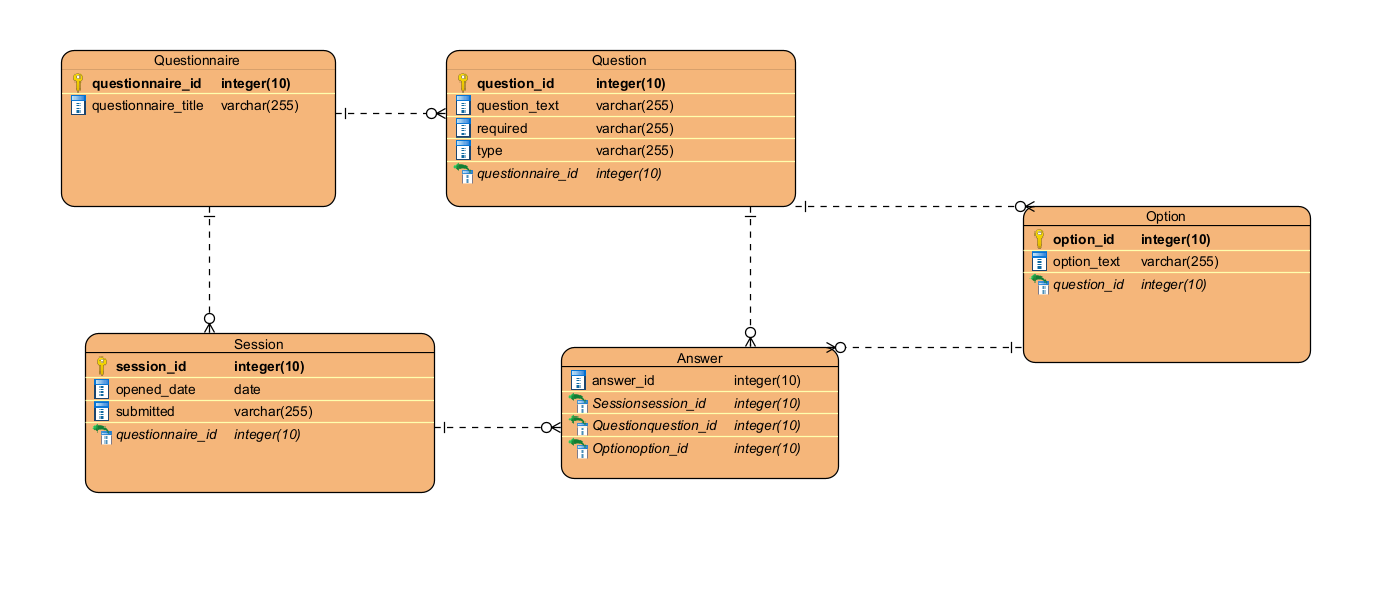 Questionnaire
questionnaire_id integer(10)
questionnaire_title varchar(255)
Question
question_id integer(10)
question_text varchar(255)
required varchar(255)
type varchar(255)
questionnaire_id integer(10)
Option
option_id integer(10)
option_text varchar(255)
question_id integer(10)
Session
session_id integer(10)
opened_date date
submitted varchar(255)
questionnaire_id integer(10)
Answer
answer_id integer(10)
Sessionsession_id integer(10)
Questionquestion_id integer(10)
Optionoption_id integer(10)